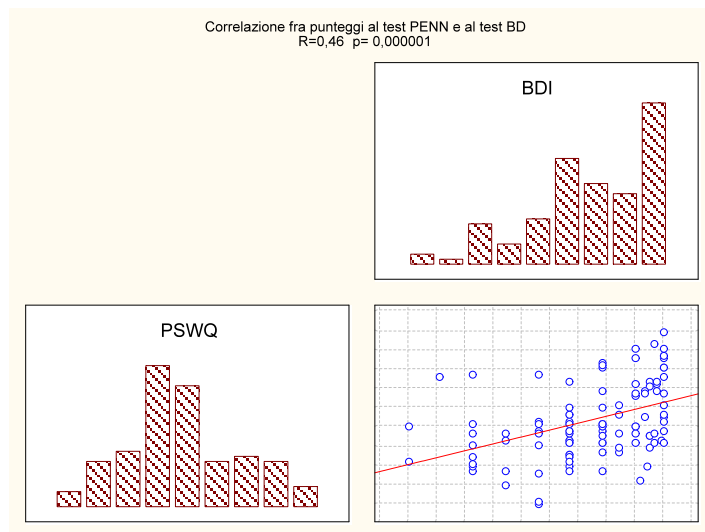 Correlazione fra punteggi al test PENN e al test BD
R=0,46 p= 0,000001
BDI
PSWQ